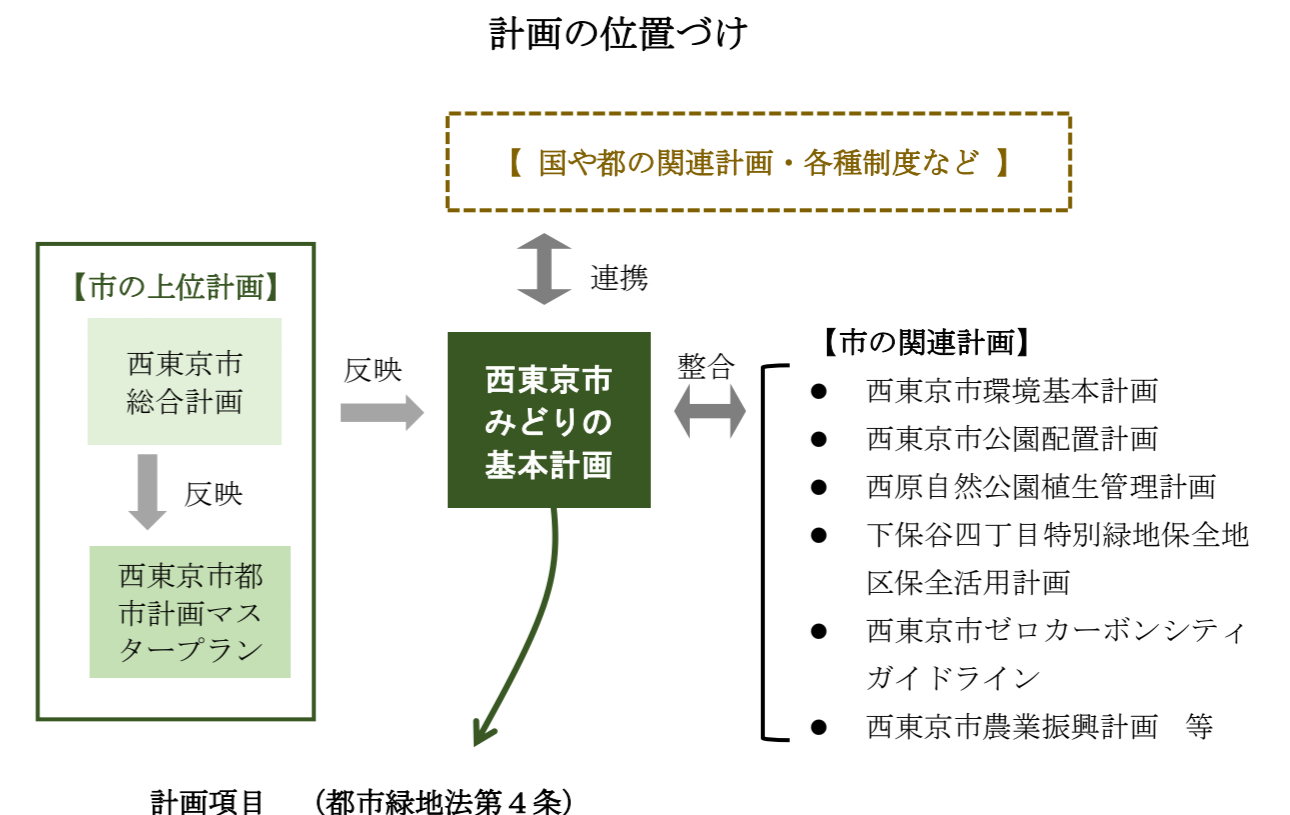 計画の位置づけ
【 国や都の関連計画・各種制度など 】
連携
【市の上位計画】
西東京市
総合計画
反映
西東京市都
市計画マス
タープラン
反映
西東京市
みどりの
基本計画
整合
【市の関連計画】
● 西東京市環境基本計画
● 西東京市公園配置計画
● 西原自然公園植生管理計画
● 下保谷四丁目特別緑地保全地
区保全活用計画
● 西東京市ゼロカーボンシティ
ガイドライン
● 西東京市農業振興計画　等
計画項目　（都市緑地法第４条）